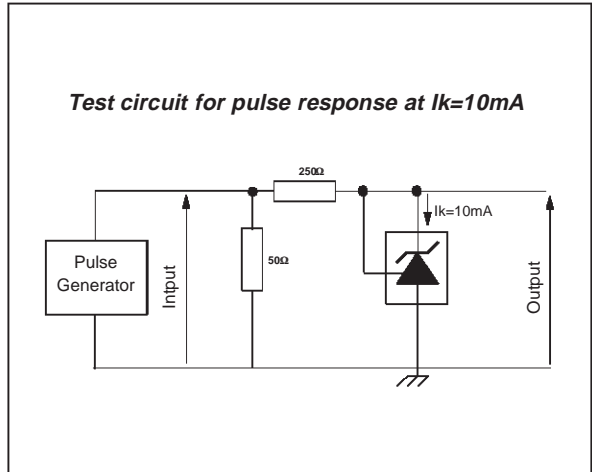 Test circuit for pulse response at Ik=10mA
250Ω
Ik=10mA
50Ω
Pulse
Generator
Intput
Output